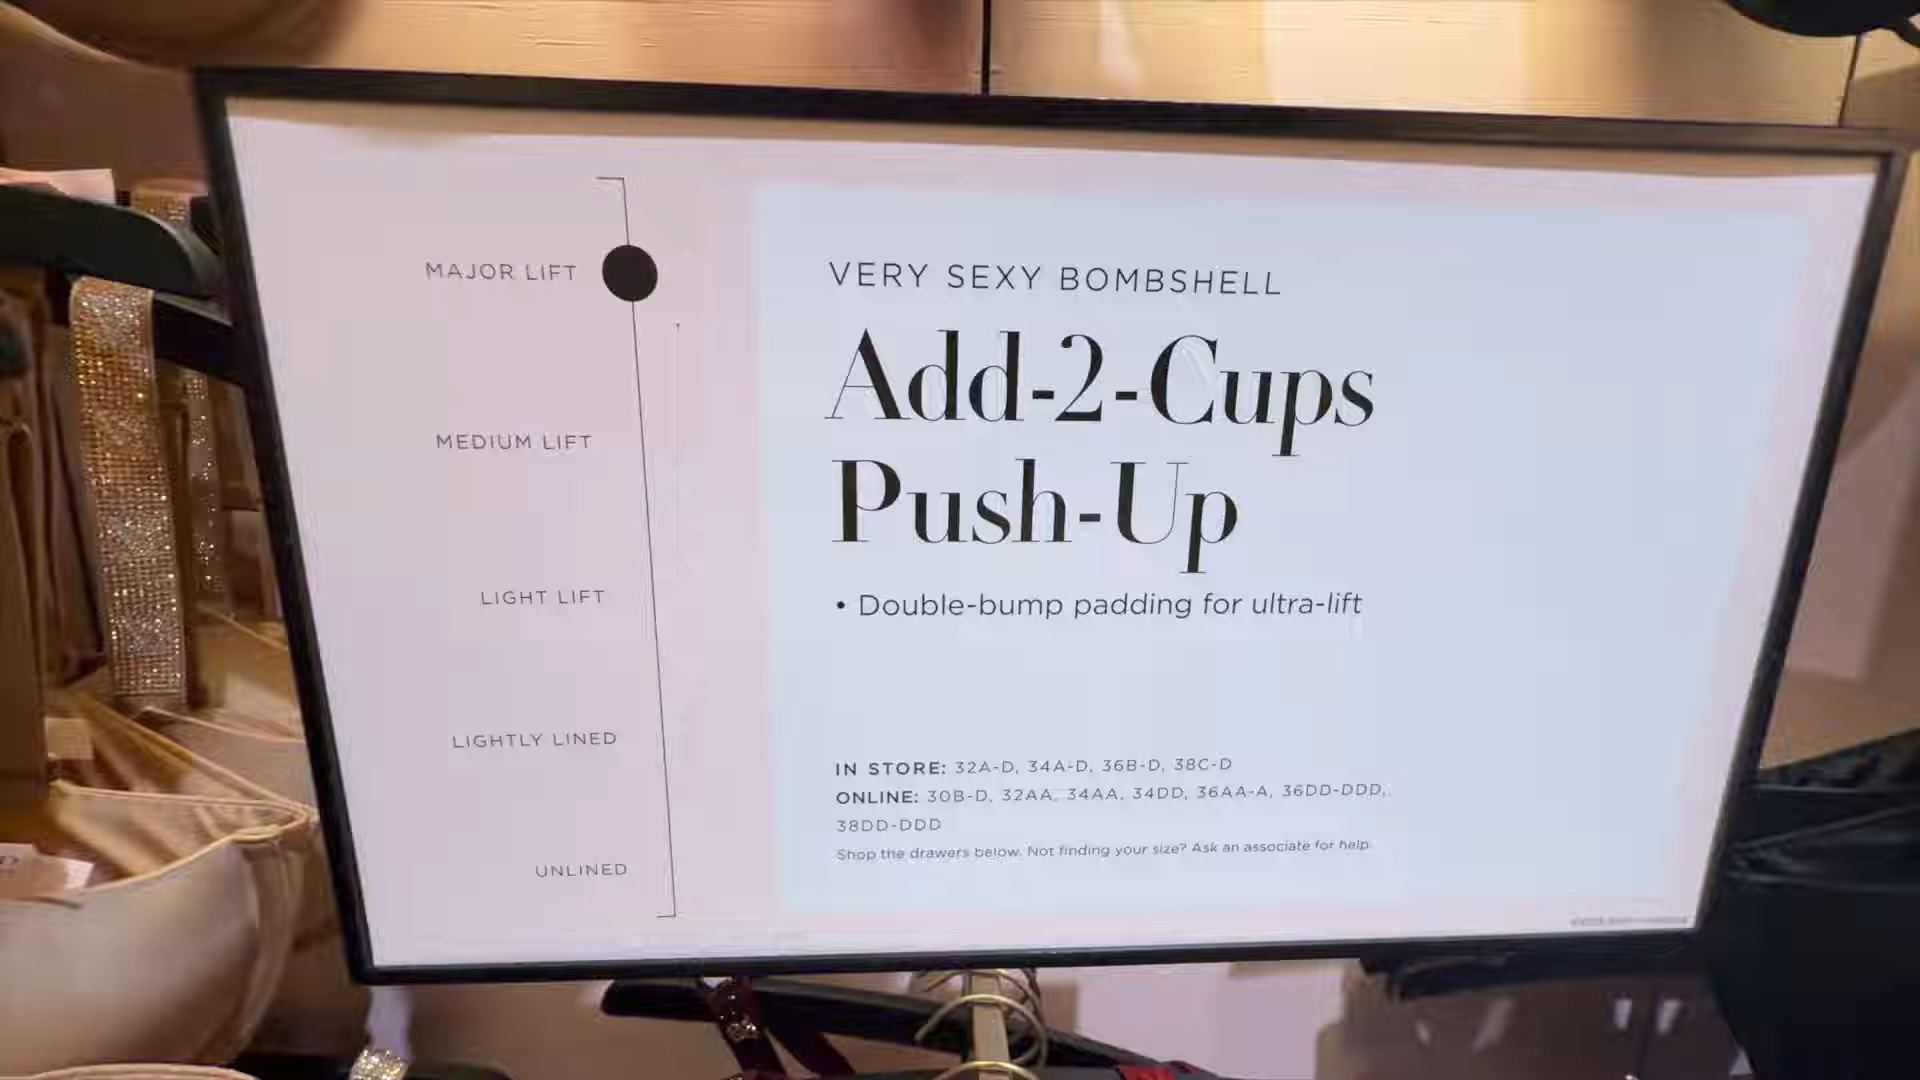 MAJOR LIFT
MEDIUM LIFT
LIGHT LIFT
LIGHTLY LINED
UNLINED
VERY SEXY BOMBSHELL
Add-2-Cups
Push-Up
• Double-bump padding for ultra-lift
IN STORE: 32A-D, 34A-D, 36B-D, 38C-D
ONLINE: 30B-D, 32AA, 34AA, 34DD, 36AA-A, 36DD-DDD,
38DD-DDD
Shop the drawers below. Not finding your size? Ask an associate for help.